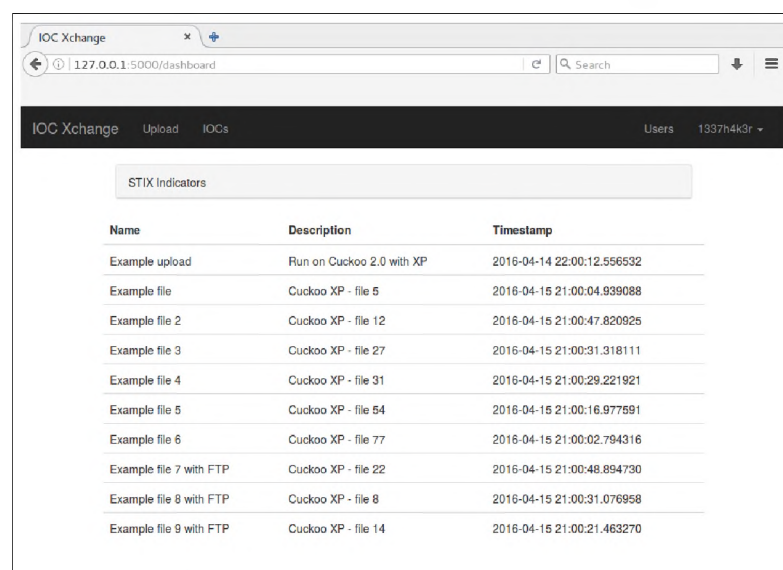 IOC Xchange
127.0.0.1:5000/dashboard Search
IOC Xchange Upload IOCs Users 1337h4k3r
STIX Indicators
Name Description Timestamp
Example upload Run on Cuckoo 2.0 with XP 2016-04-14 22:00:12.556532
Example file Cuckoo XP - file 5 2016-04-15 21:00:04.939088
Example file 2 Cuckoo XP - file 12 2016-04-15 21:00:47.820925
Example file 3 Cuckoo XP - file 27 2016-04-15 21:00:31.318111
Example file 4 Cuckoo XP - file 31 2016-04-15 21:00:29.221921
Example file 5 Cuckoo XP - file 54 2016-04-15 21:00:16.977591
Example file 6 Cuckoo XP - file 77 2016-04-15 21:00:02.794316
Example file 7 with FTP Cuckoo XP - file 22 2016-04-15 21:00:48.894730
Example file 8 with FTP Cuckoo XP - file 8 2016-04-15 21:00:31.076958
Example file 9 with FTP Cuckoo XP - file 14 2016-04-15 21:00:21.463270